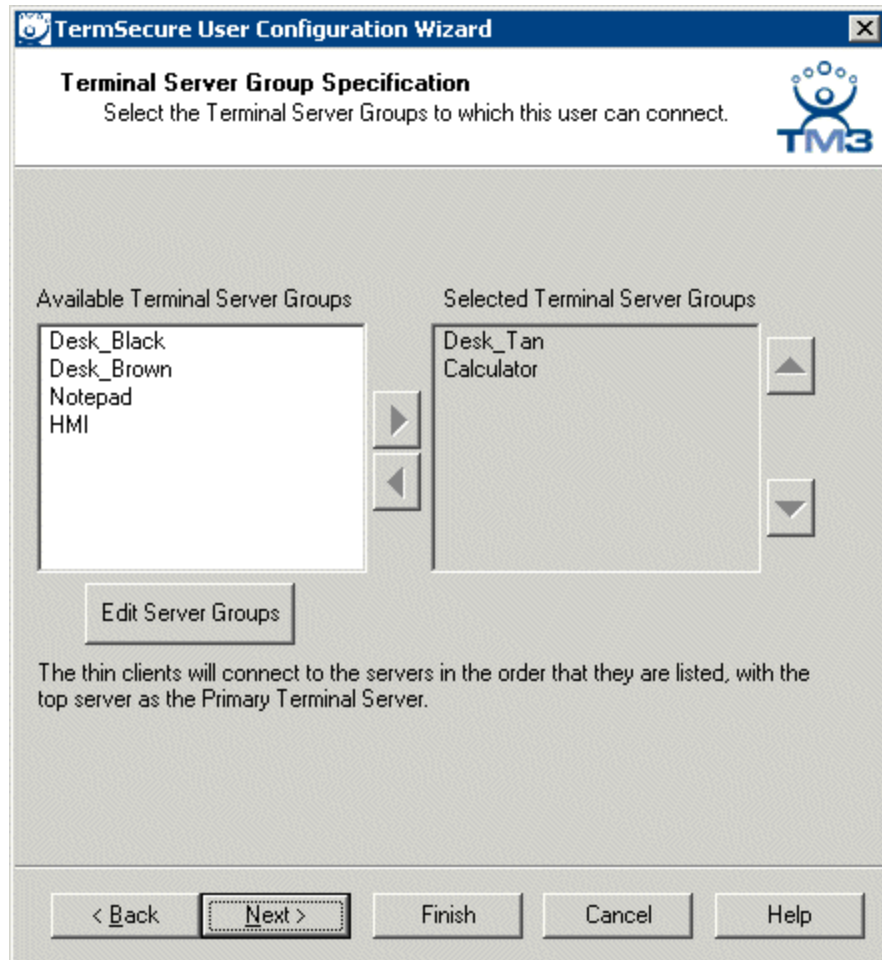 TermSecure User Configuration Wizard
Terminal Server Group Specification
Select the Terminal Server Groups to which this user can connect.
TM3
Available Terminal Server Groups
Selected Terminal Server Groups
Desk_Black
Desk_Brown
Notepad
HMI
Desk_Tan
Calculator
Edit Server Groups
The thin clients will connect to the servers in the order that they are listed, with the
top server as the Primary Terminal Server.
< Back
Next >
Finish
Cancel
Help